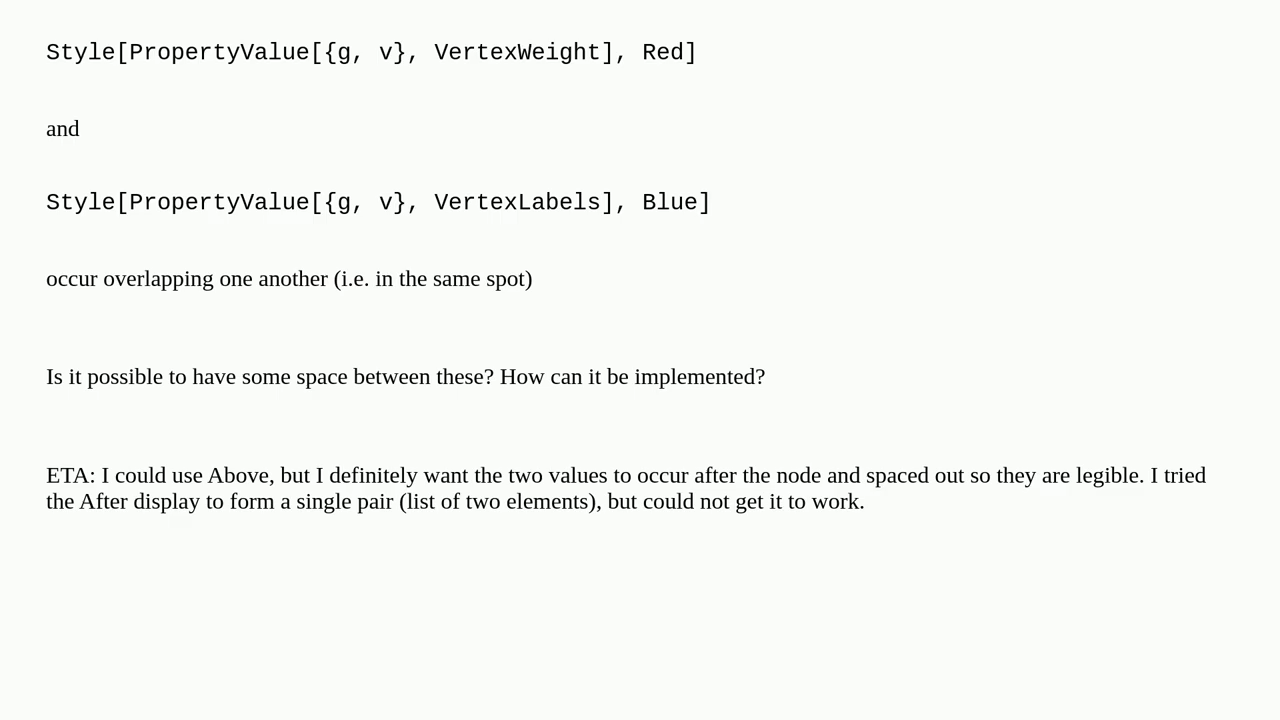 Style[PropertyValue[{g, v}, VertexWeight], Red]
and
Style[PropertyValue[{g, v}, VertexLabels], Blue]
occur overlapping one another (i.e. in the same spot)
Is it possible to have some space between these? How can it be implemented?
ETA: I could use Above, but I definitely want the two values to occur after the node and spaced out so they are legible. I tried
the After display to form a single pair (list of two elements), but could not get it to work.